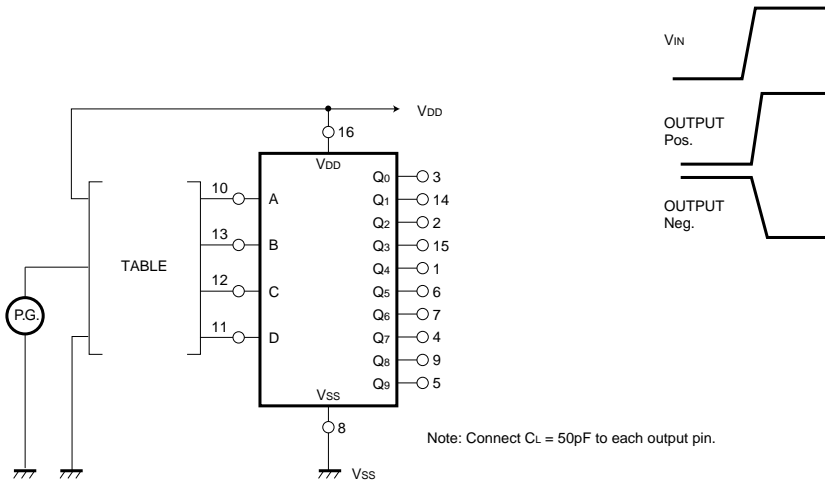 VIN
VDD
OUTPUT
Pos.
16
VDD
10 A Q0 3
Q1 14
OUTPUT
Neg.
13 B Q2 2
Q3 15
TABLE
12 C Q4 1
Q5 6
P.G.
Q6 7
11 D Q7 4
Q8 9
VSS Q9 5
8
Note: Connect CL = 50pF to each output pin.
VSS